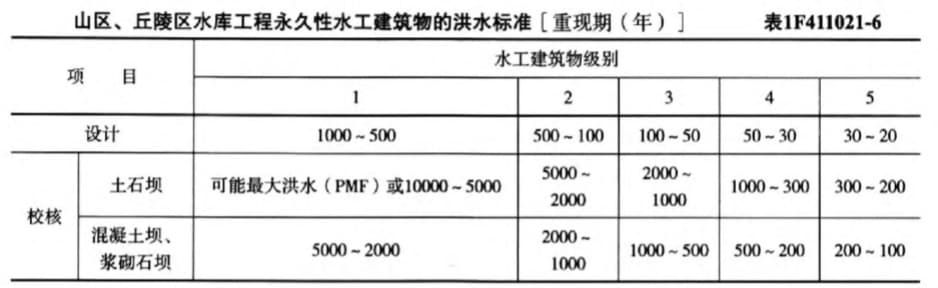 山区、丘陵区水库工程永久性水工建筑物的洪水标准［重现期（年）］ 表1F411021-6
项 目 水工建筑物级别
1 2 3 4 5
设计 1000~500 500~100 100~50 50~30 30~20
校核 土石坝 可能最大洪水（PMF）或10000~5000 5000~2000 2000~1000 1000~300 300~200
混凝土坝、浆砌石坝 5000~2000 2000~1000 1000~500 500~200 200~100